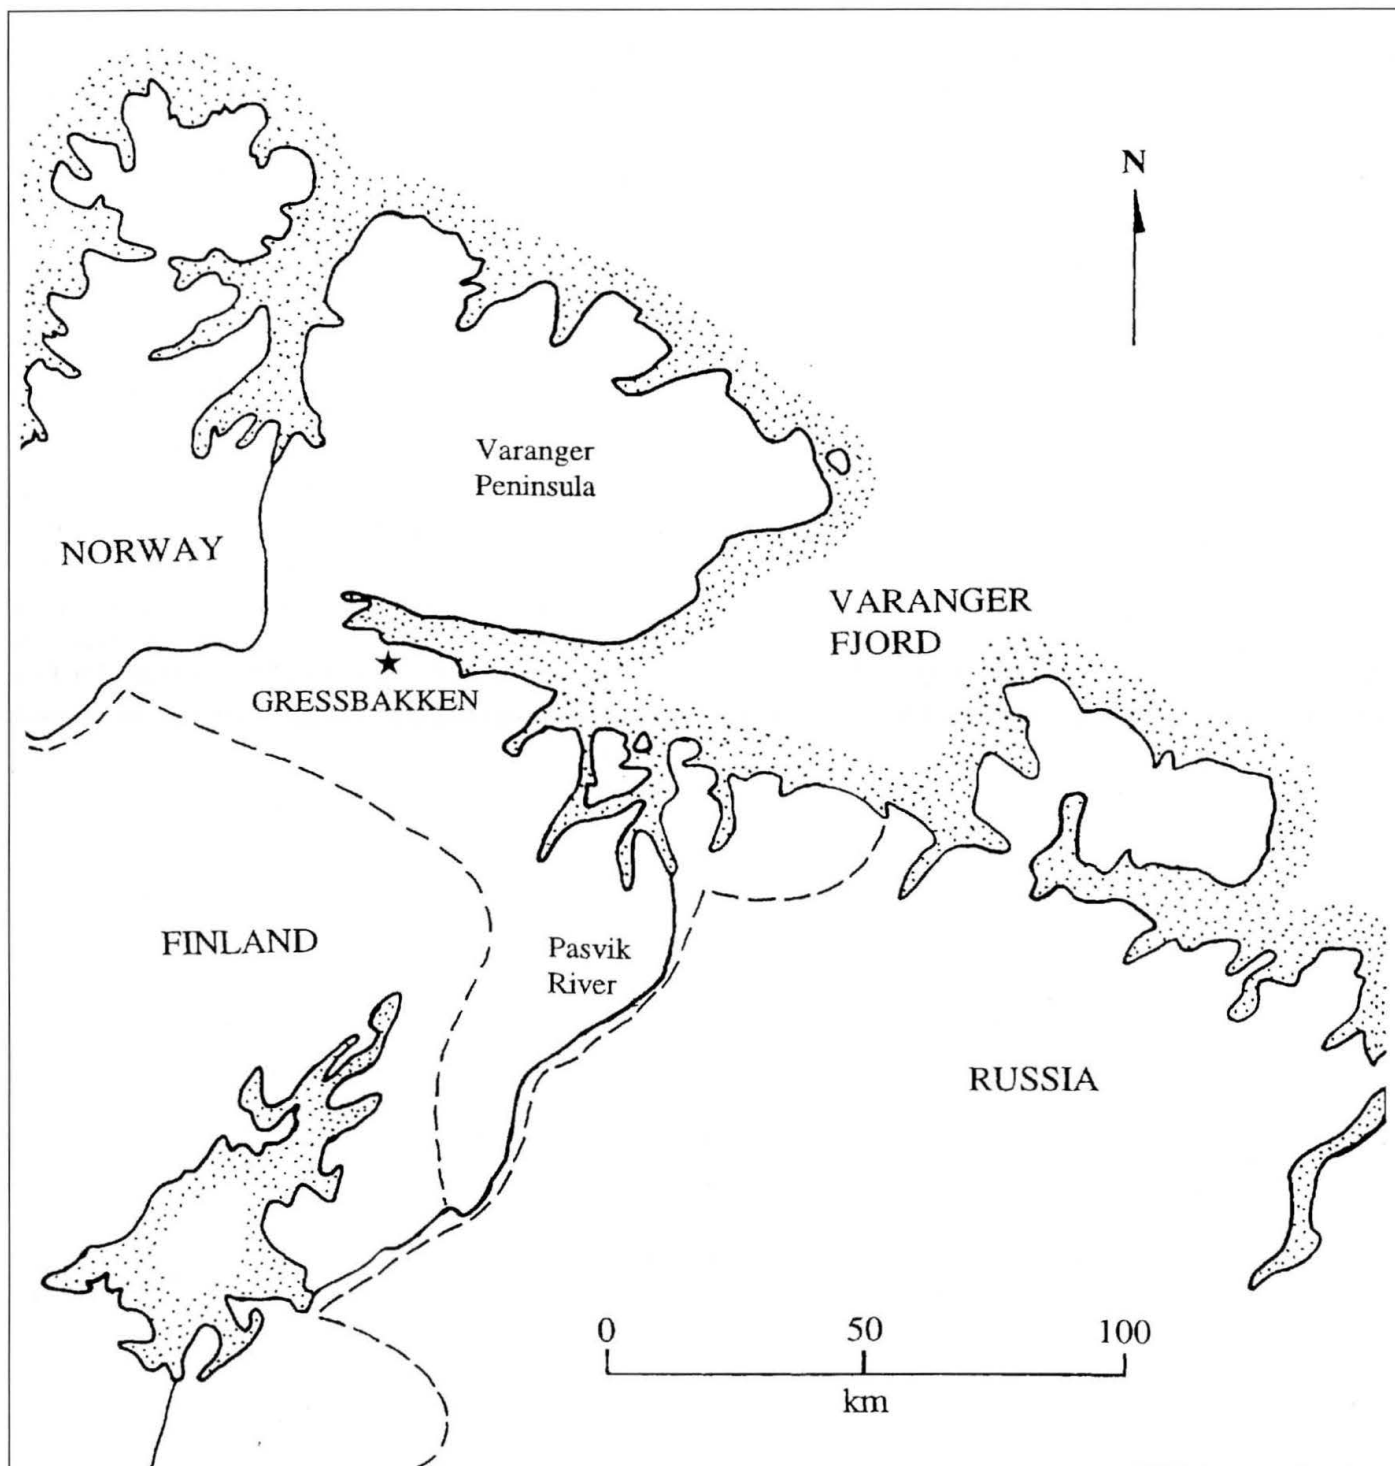 N
Varanger
Peninsula
NORWAY
VARANGER
FJORD
GRESSBAKKEN
FINLAND
Pasvik
River
RUSSIA
0 50 100
km